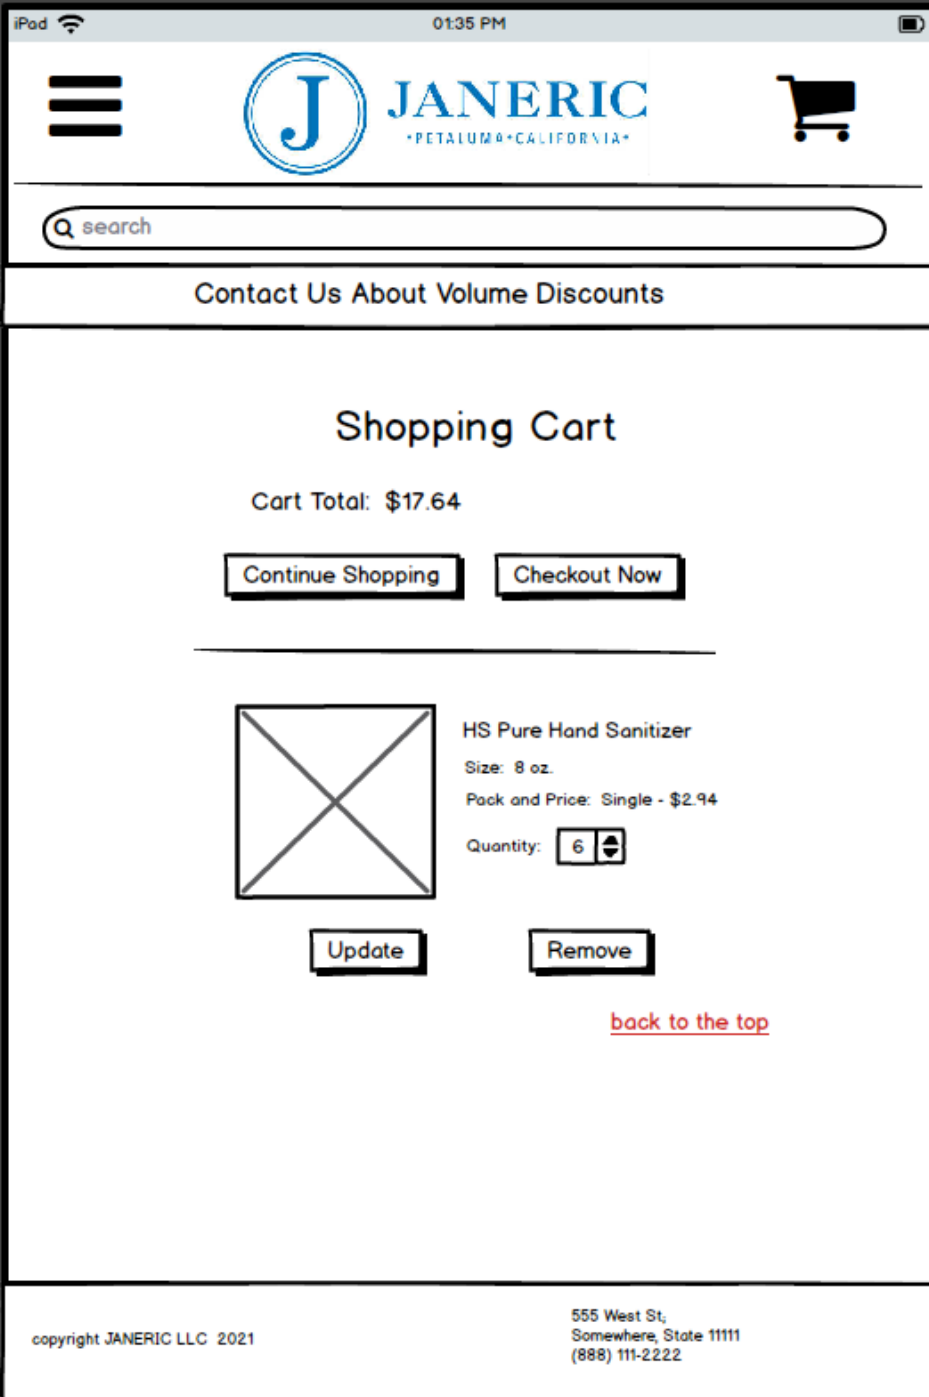 iPad 01:35 PM
J JANERIC
•PETALUMA•CALIFORNIA•
search
Contact Us About Volume Discounts
Shopping Cart
Cart Total: $17.64
Continue Shopping Checkout Now
HS Pure Hand Sanitizer
Size: 8 oz.
Pack and Price: Single - $2.94
Quantity: 6
Update Remove
back to the top
copyright JANERIC LLC 2021
555 West St;
Somewhere, State 11111
(888) 111-2222